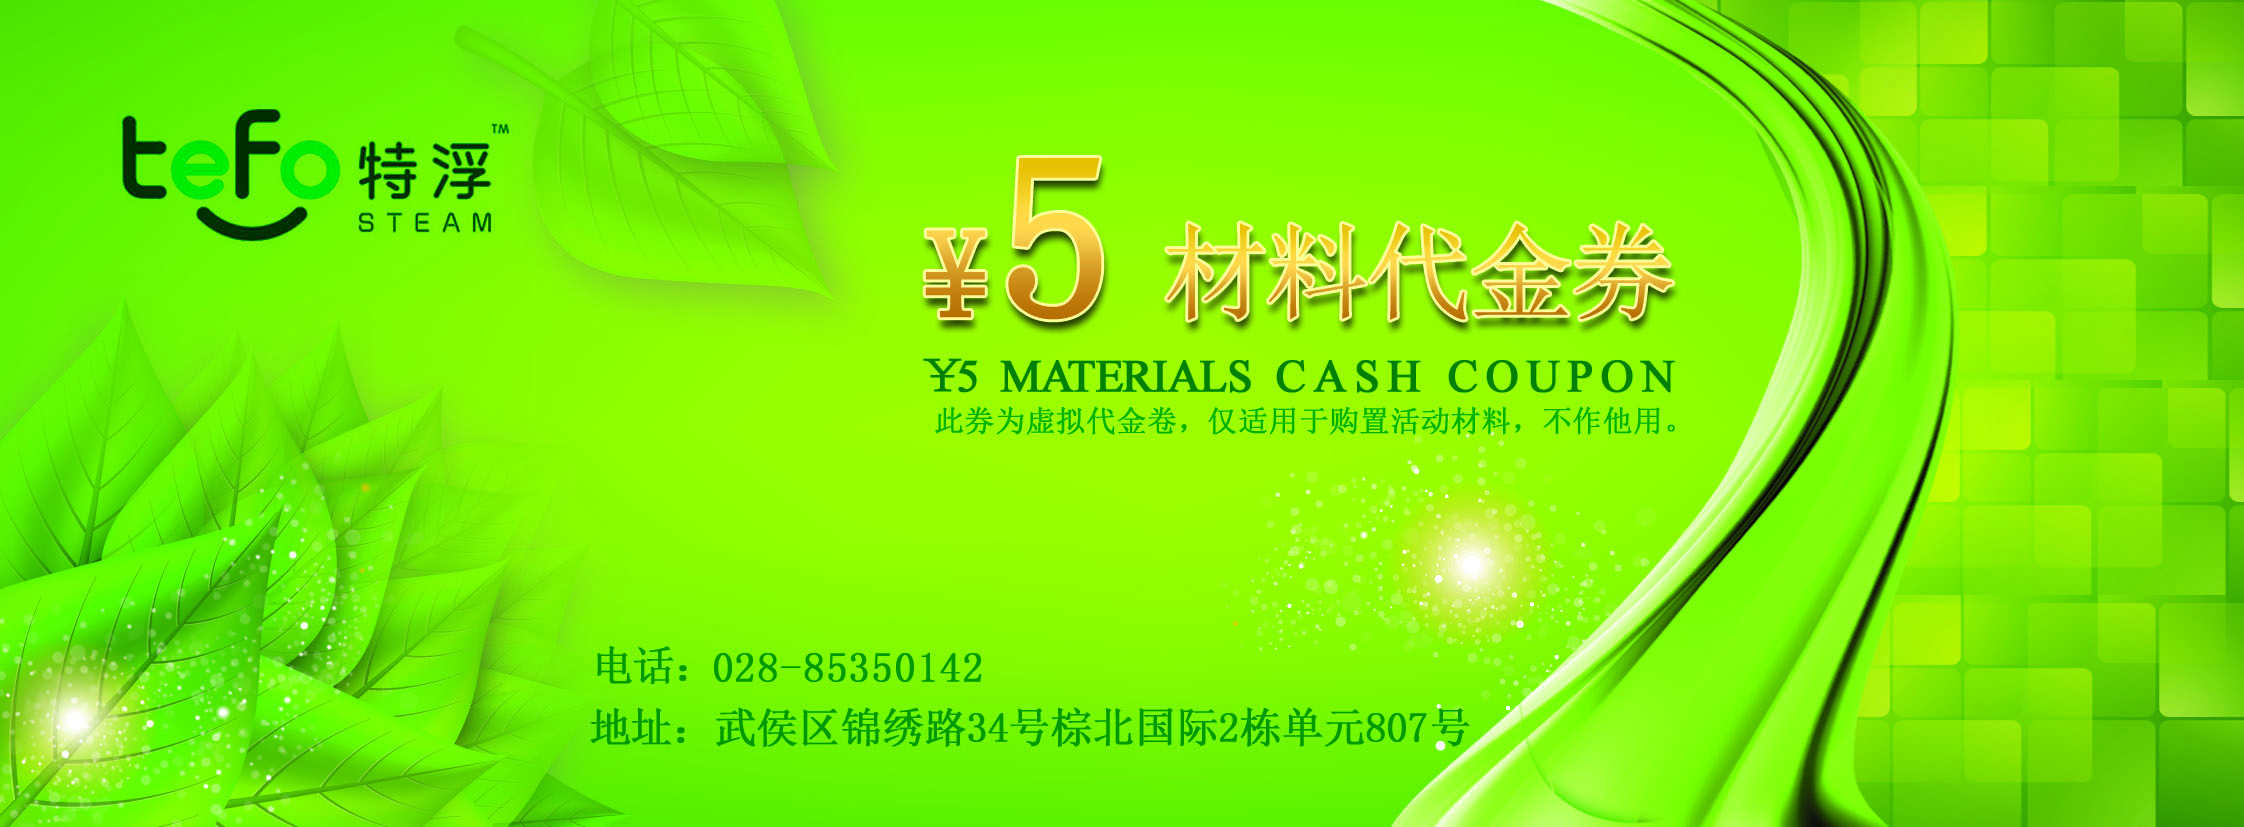 tefo 特浮™
STEAM
¥5 材料代金券
¥5 MATERIALS CASH COUPON
此券为虚拟代金卷，仅适用于购置活动材料，不作他用。
电话：028-85350142
地址：武侯区锦绣路34号棕北国际2栋单元807号